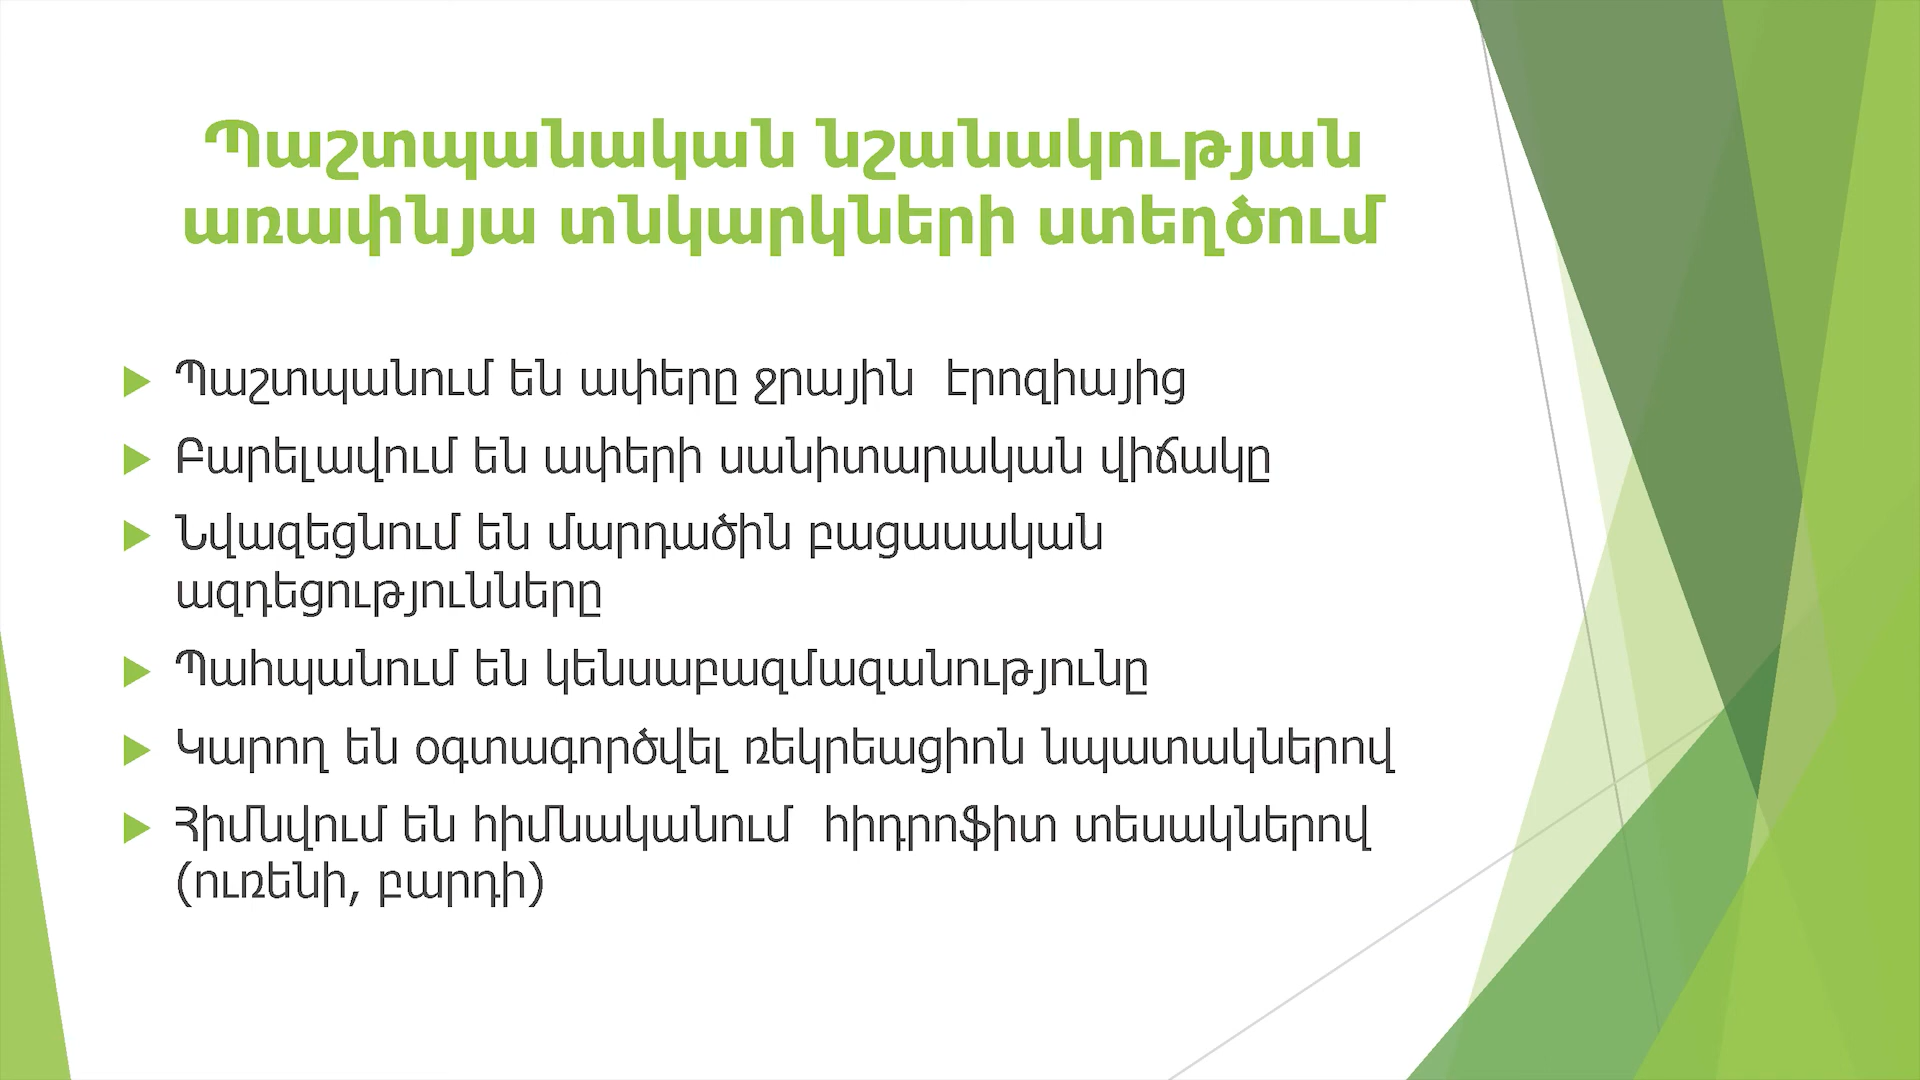 Պաշտպանական նշանակության
առափնյա տնկարկների ստեղծում
Պաշտպանում են ափերը ջրային  էրոզիայից
Բարելավում են ափերի սանիտարական վիճակը
Նվազեցնում են մարդածին բացասական
ազդեցությունները
Պահպանում են կենսաբազմազանությունը
Կարող են օգտագործվել ռեկրեացիոն նպատակներով
Հիմնվում են հիմնականում  հիդրոֆիտ տեսակներով
(ուռենի, բարդի)